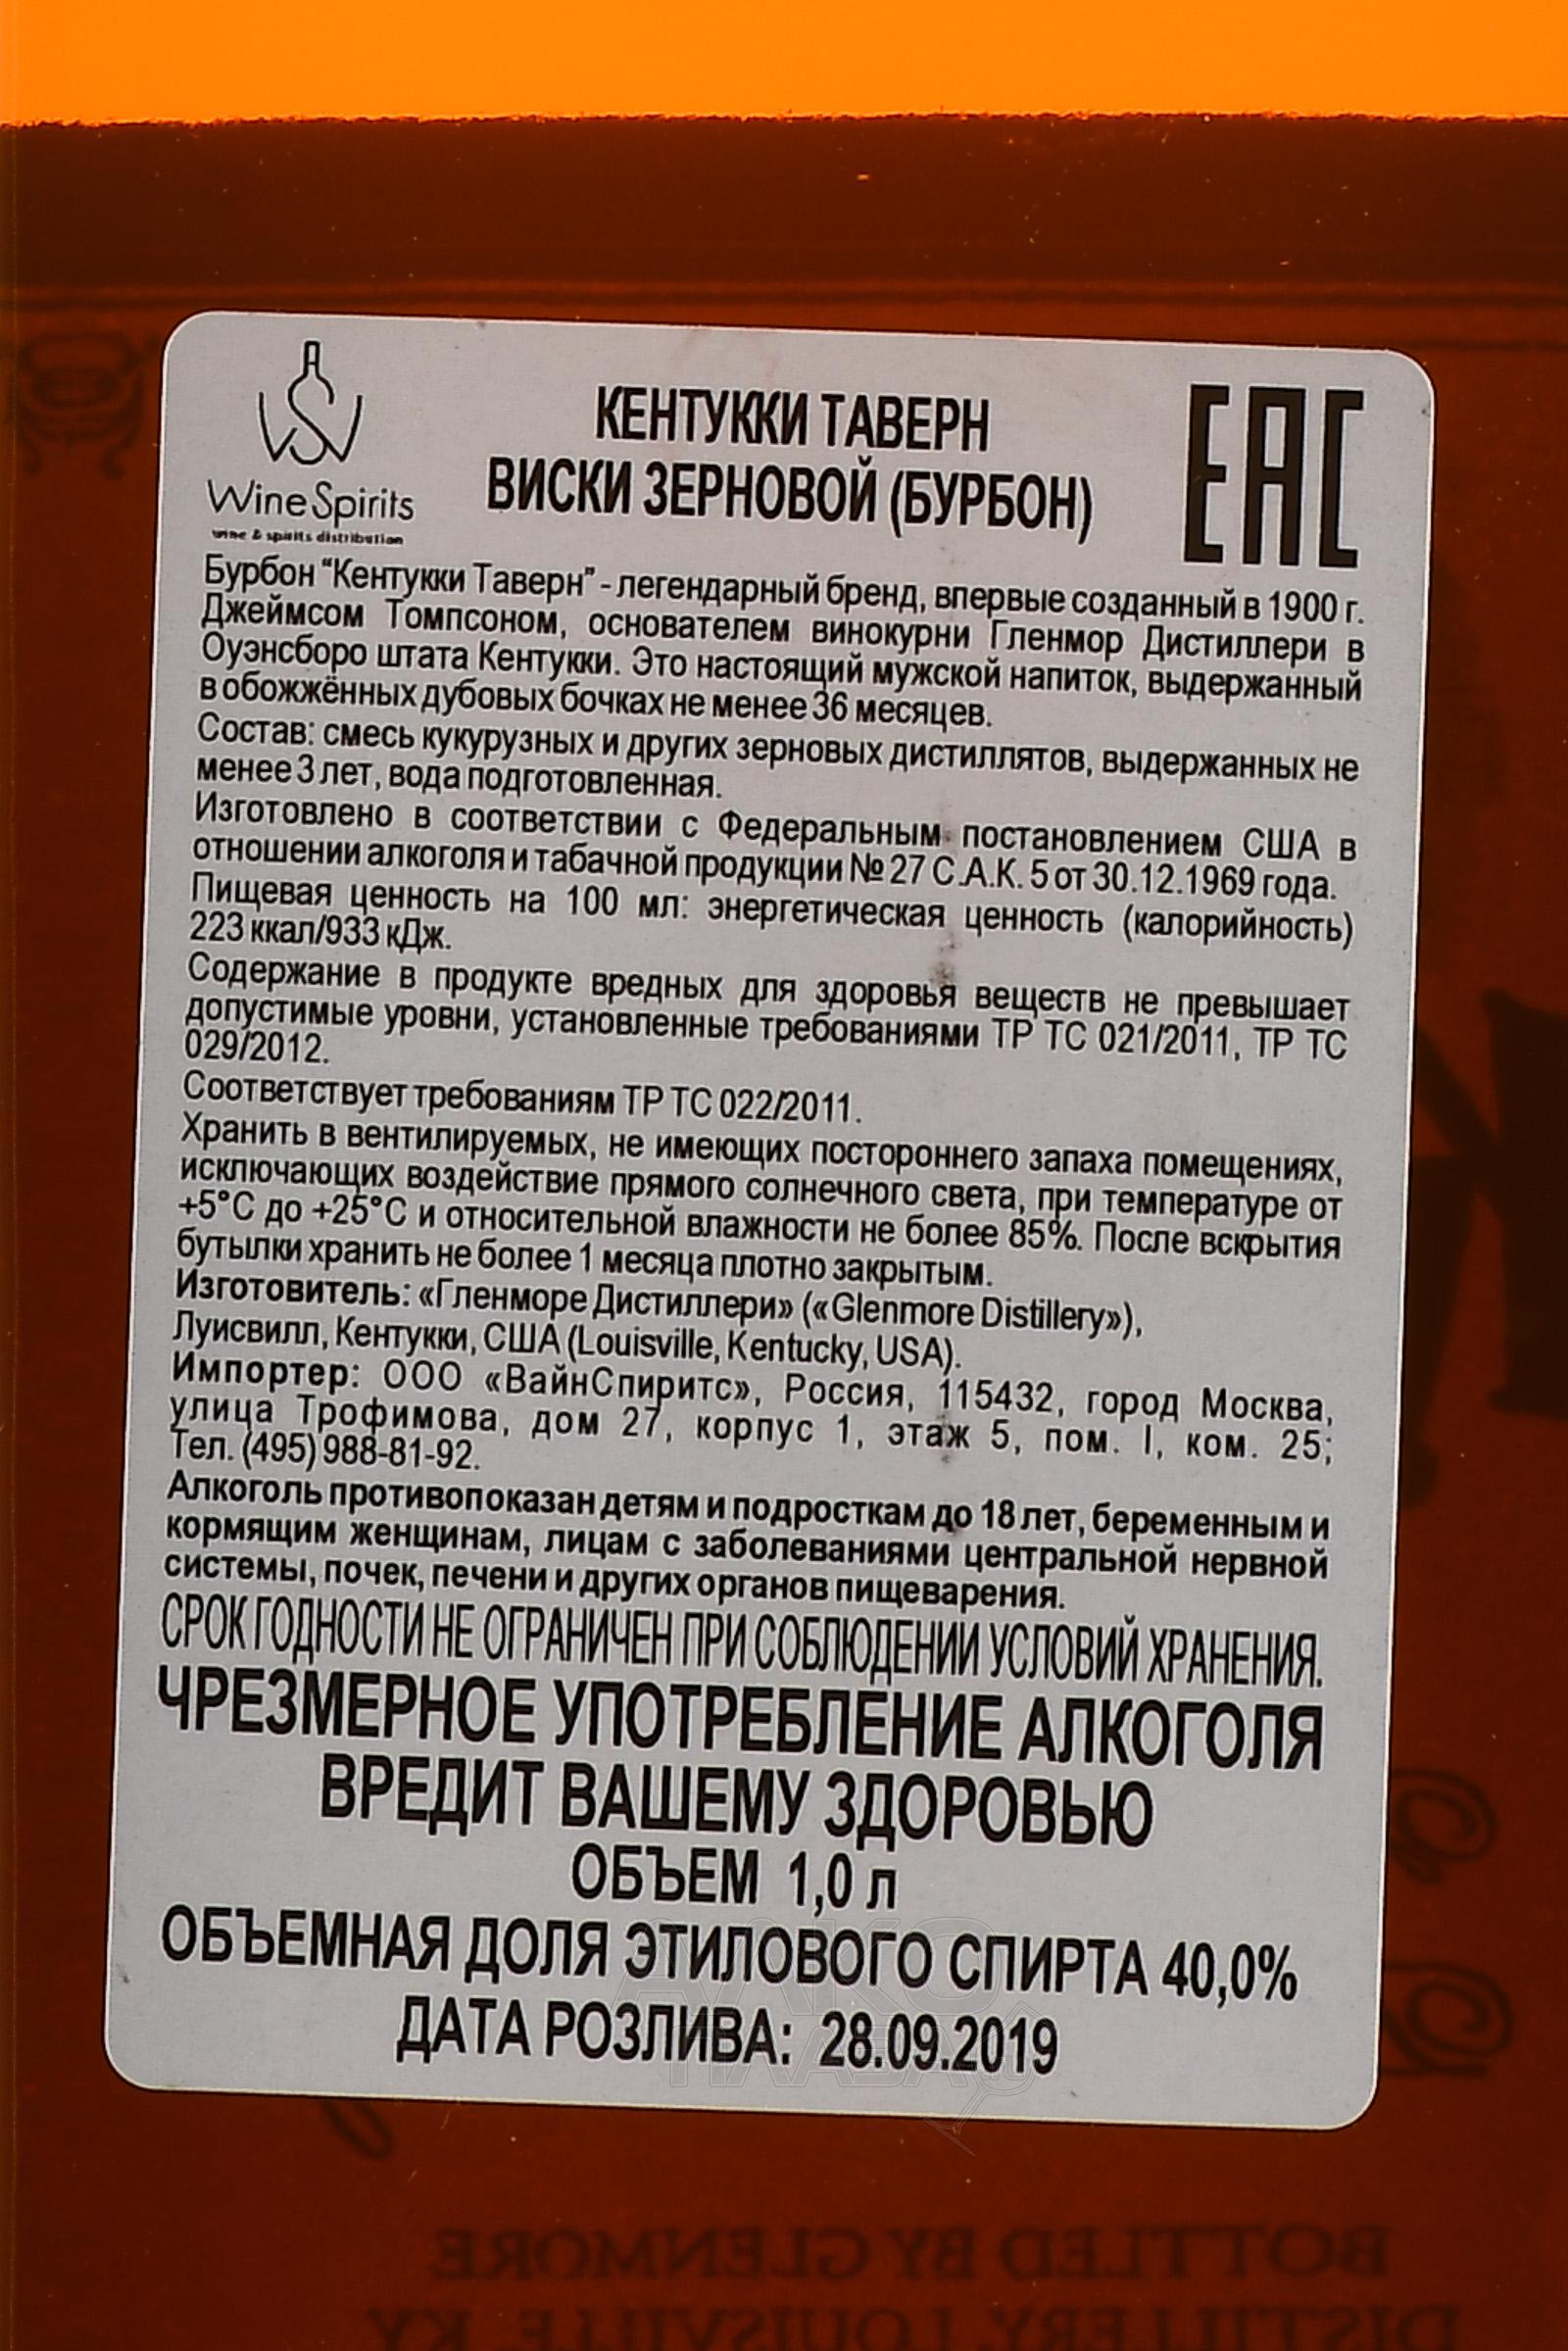 WineSpirits
wine & spirits distribution
КЕНТУККИ ТАВЕРН
ВИСКИ ЗЕРНОВОЙ (БУРБОН)
ЕАС
Бурбон “Кентукки Таверн” - легендарный бренд, впервые созданный в 1900 г.
Джеймсом Томпсоном, основателем винокурни Гленмор Дистиллери в
Оуэнсборо штата Кентукки. Это настоящий мужской напиток, выдержанный
в обожжённых дубовых бочках не менее 36 месяцев.
Состав: смесь кукурузных и других зерновых дистиллятов, выдержанных не
менее 3 лет, вода подготовленная.
Изготовлено в соответствии с Федеральным постановлением США в
отношении алкоголя и табачной продукции № 27 С.А.К. 5 от 30.12.1969 года.
Пищевая ценность на 100 мл: энергетическая ценность (калорийность)
223 ккал/933 кДж.
Содержание в продукте вредных для здоровья веществ не превышает
допустимые уровни, установленные требованиями ТР ТС 021/2011, ТР ТС
029/2012.
Соответствует требованиям ТР ТС 022/2011.
Хранить в вентилируемых, не имеющих постороннего запаха помещениях,
исключающих воздействие прямого солнечного света, при температуре от
+5°С до +25°С и относительной влажности не более 85%. После вскрытия
бутылки хранить не более 1 месяца плотно закрытым.
Изготовитель: «Гленморе Дистиллери» («Glenmore Distillery»),
Луисвилл, Кентукки, США (Louisville, Kentucky, USA).
Импортер: ООО «ВайнСпиритс», Россия, 115432, город Москва,
улица Трофимова, дом 27, корпус 1, этаж 5, пом. I, ком. 25;
Тел. (495) 988-81-92.
Алкоголь противопоказан детям и подросткам до 18 лет, беременным и
кормящим женщинам, лицам с заболеваниями центральной нервной
системы, почек, печени и других органов пищеварения.
СРОК ГОДНОСТИ НЕ ОГРАНИЧЕН ПРИ СОБЛЮДЕНИИ УСЛОВИЙ ХРАНЕНИЯ.
ЧРЕЗМЕРНОЕ УПОТРЕБЛЕНИЕ АЛКОГОЛЯ
ВРЕДИТ ВАШЕМУ ЗДОРОВЬЮ
ОБЪЕМ 1,0 л
ОБЪЕМНАЯ ДОЛЯ ЭТИЛОВОГО СПИРТА 40,0%
ДАТА РОЗЛИВА: 28.09.2019
BOTTLED BY GLENMORE
DISTILLERY, LOUISVILLE, KY